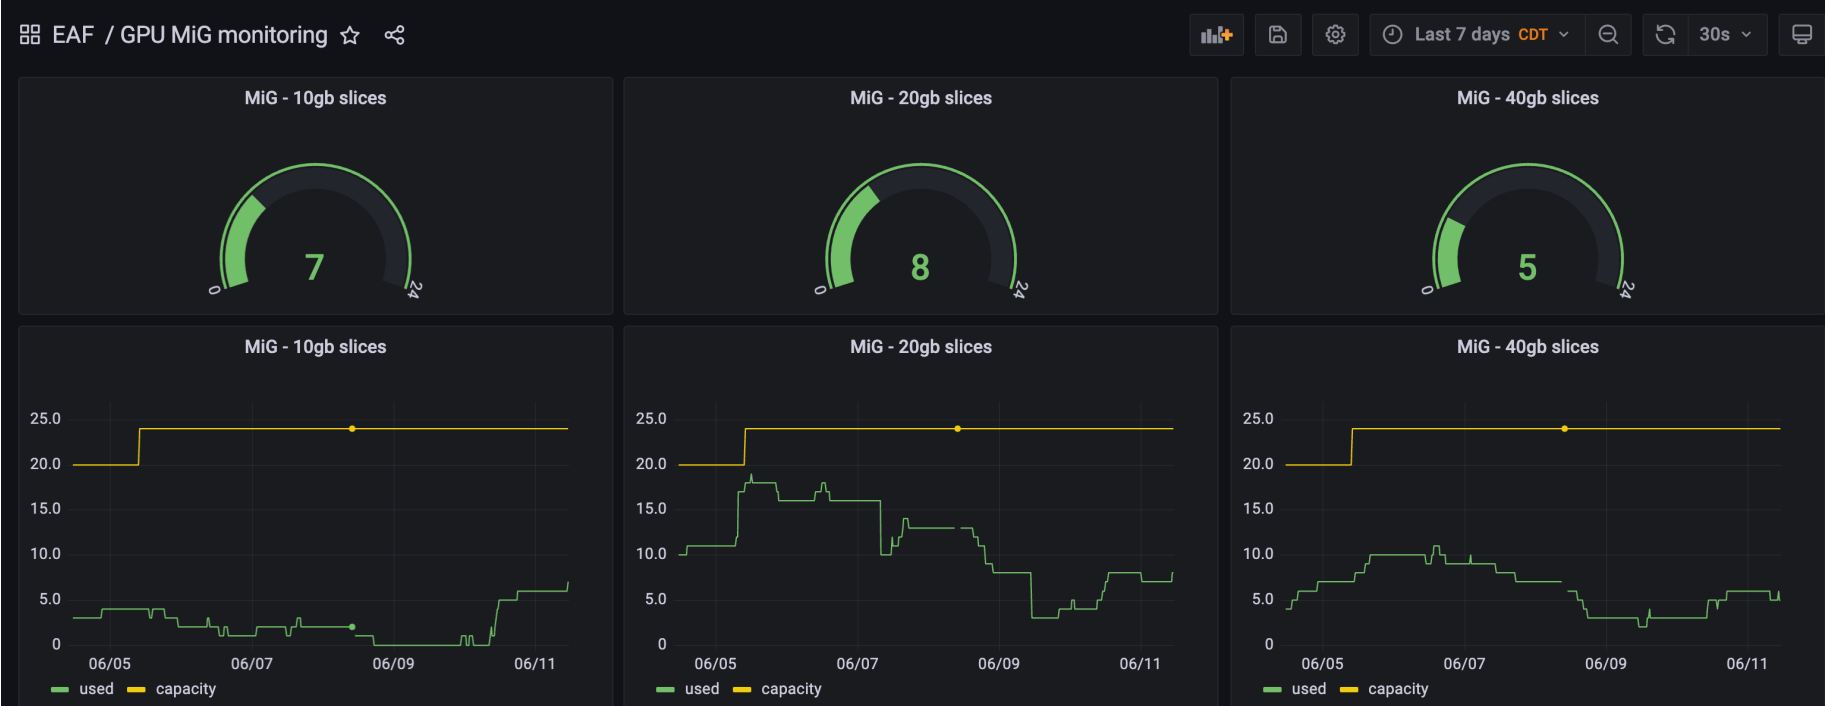 EAF / GPU MiG monitoring
Last 7 days CDT
30s
MiG - 10gb slices
7
0
24
MiG - 20gb slices
8
0
24
MiG - 40gb slices
5
0
24
MiG - 10gb slices
25.0
20.0
15.0
10.0
5.0
0
06/05 06/07 06/09 06/11
used capacity
MiG - 20gb slices
25.0
20.0
15.0
10.0
5.0
0
06/05 06/07 06/09 06/11
used capacity
MiG - 40gb slices
25.0
20.0
15.0
10.0
5.0
0
06/05 06/07 06/09 06/11
used capacity